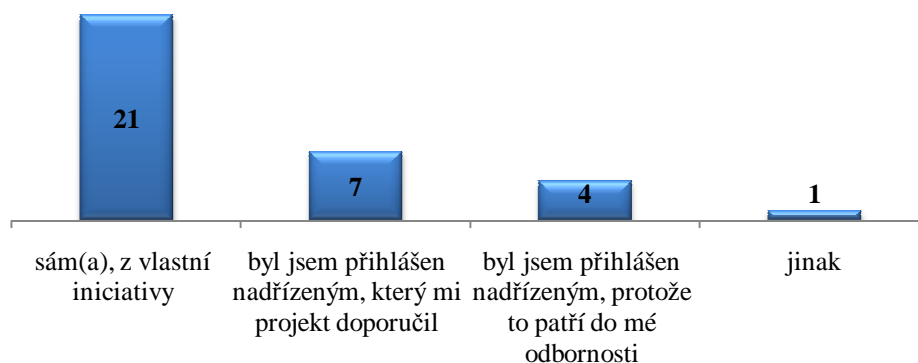 21
7
4
1
sám(a), z vlastní
iniciativy
byl jsem přihlášen
nadřízeným, který mi
projekt doporučil
byl jsem přihlášen
nadřízeným, protože
to patří do mé
odbornosti
jinak